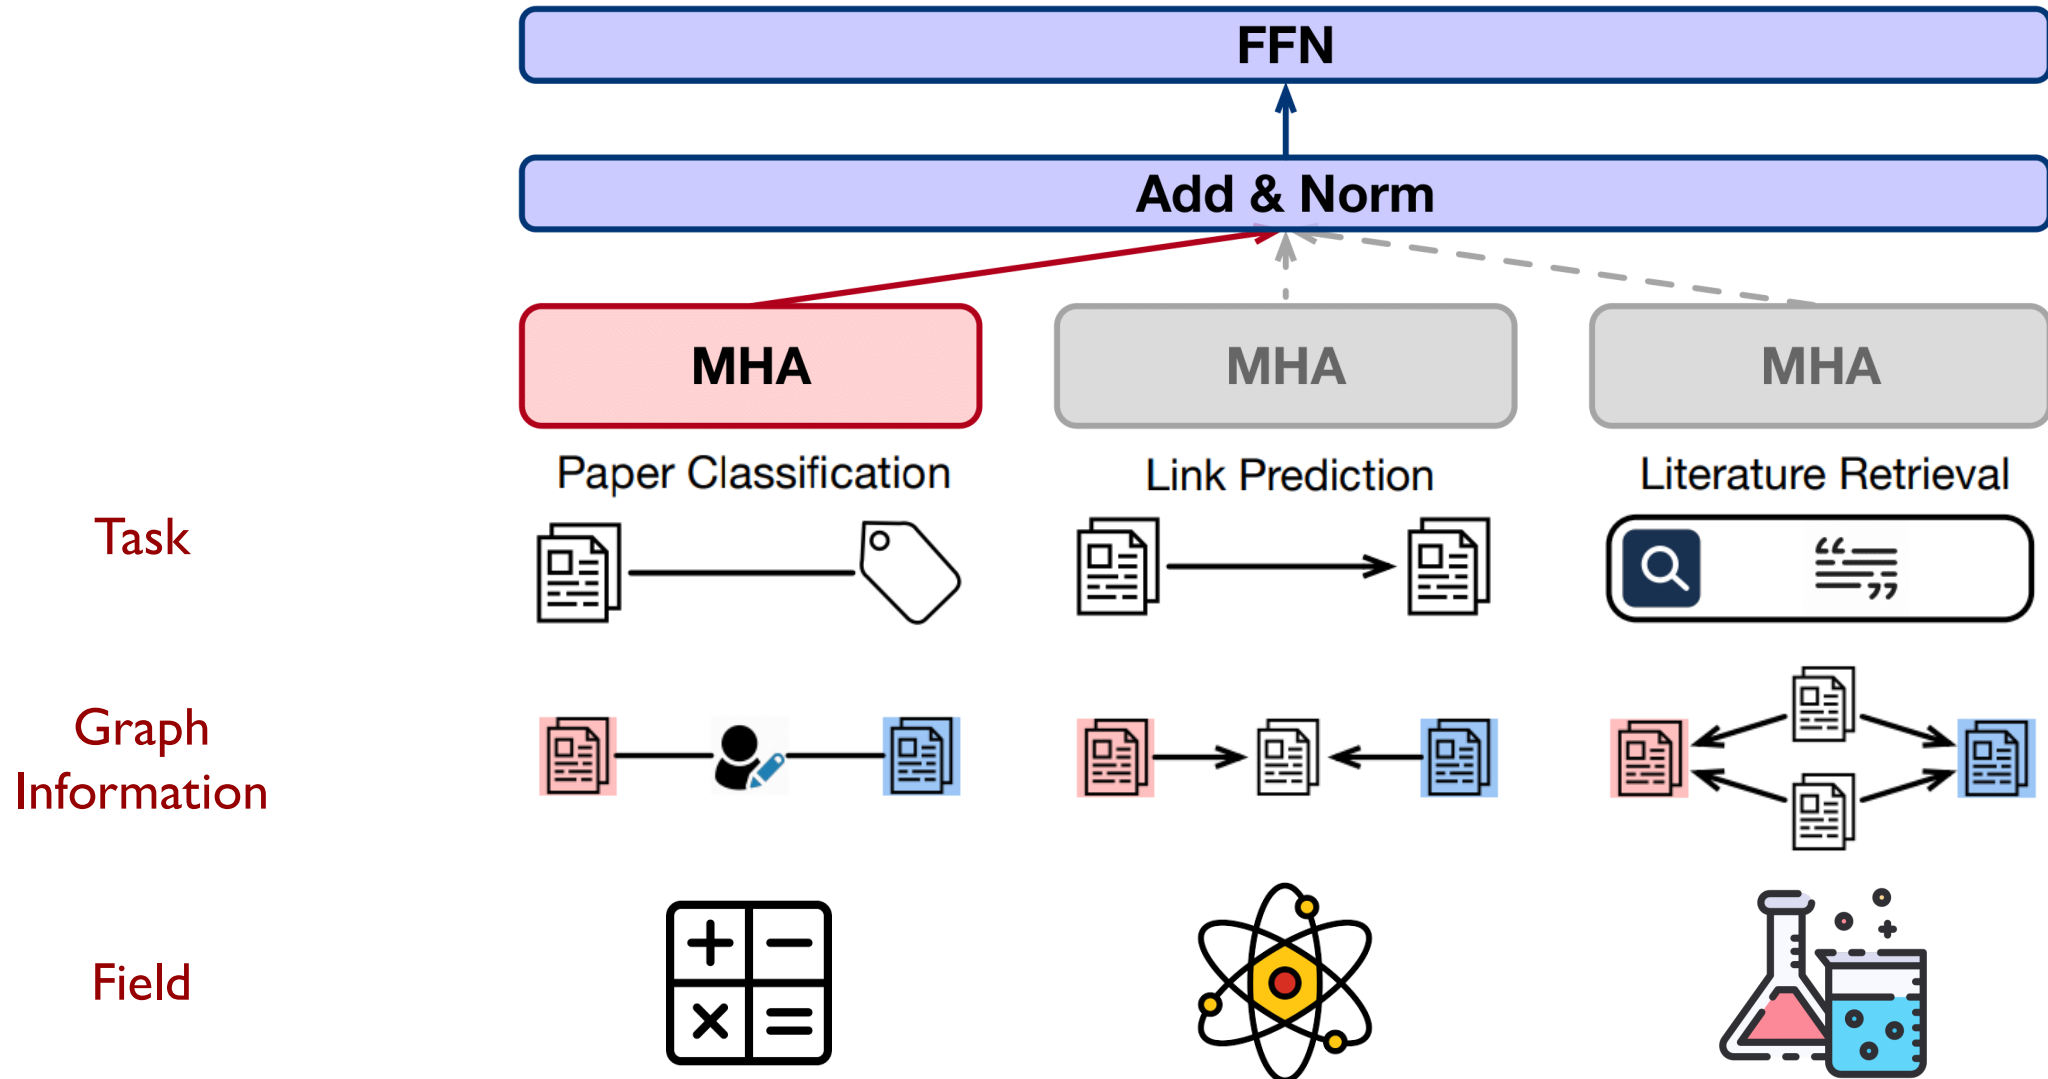 FFN
Add & Norm
MHA MHA MHA
Paper Classification Link Prediction Literature Retrieval
Task
Graph
Information
Field